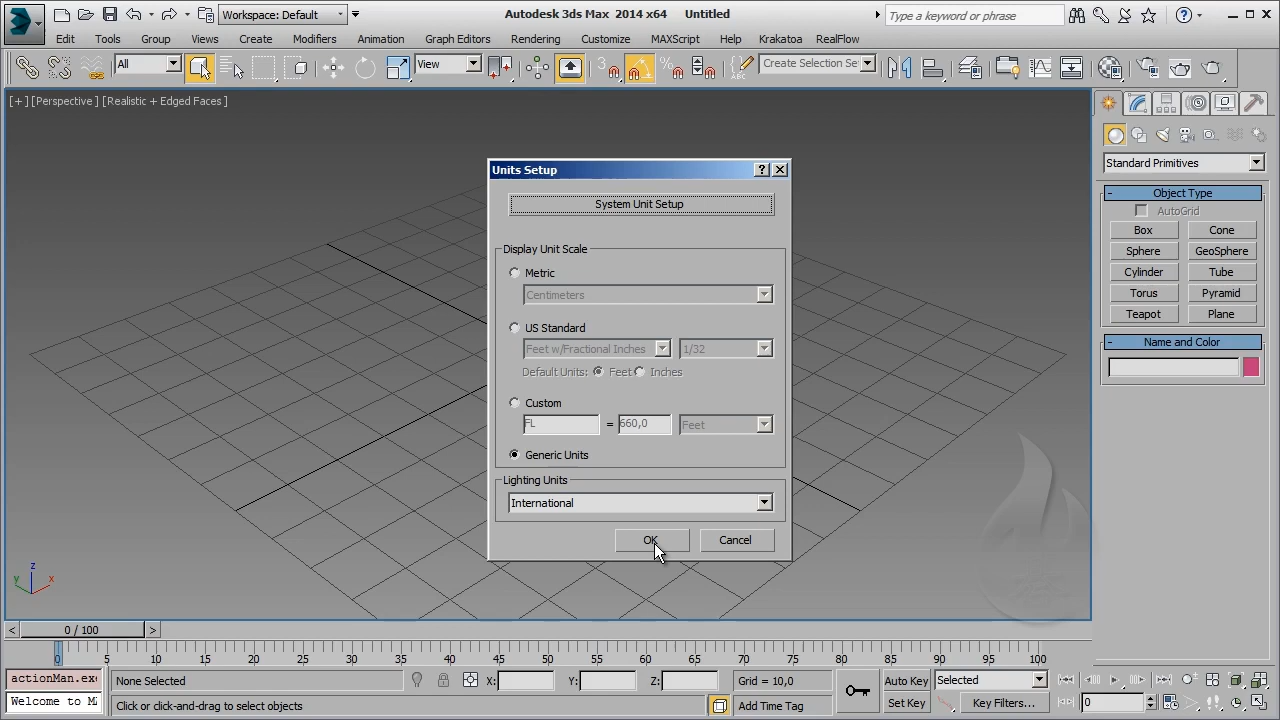 Workspace: Default
Autodesk 3ds Max 2014 x64 Untitled
Type a keyword or phrase
Edit Tools Group Views Create Modifiers Animation Graph Editors Rendering Customize MAXScript Help Krakatoa RealFlow
All
View
3
Create Selection Se
[+] [Perspective] [Realistic + Edged Faces]
Standard Primitives
Object Type
AutoGrid
Box Cone
Sphere GeoSphere
Cylinder Tube
Torus Pyramid
Teapot Plane
Name and Color
Units Setup
System Unit Setup
Display Unit Scale
Metric
Centimeters
US Standard
Feet w/Fractional Inches 1/32
Default Units: Feet Inches
Custom
FL = 660,0 Feet
Generic Units
Lighting Units
International
OK Cancel
z
y x
< 0 / 100 >
0 5 10 15 20 25 30 35 40 45 50 55 60 65 70 75 80 85 90 95 100
actionMan.exe
None Selected X: Y: Z: Grid = 10,0 Auto Key Selected
Welcome to M
Click or click-and-drag to select objects Add Time Tag Set Key Key Filters... 0